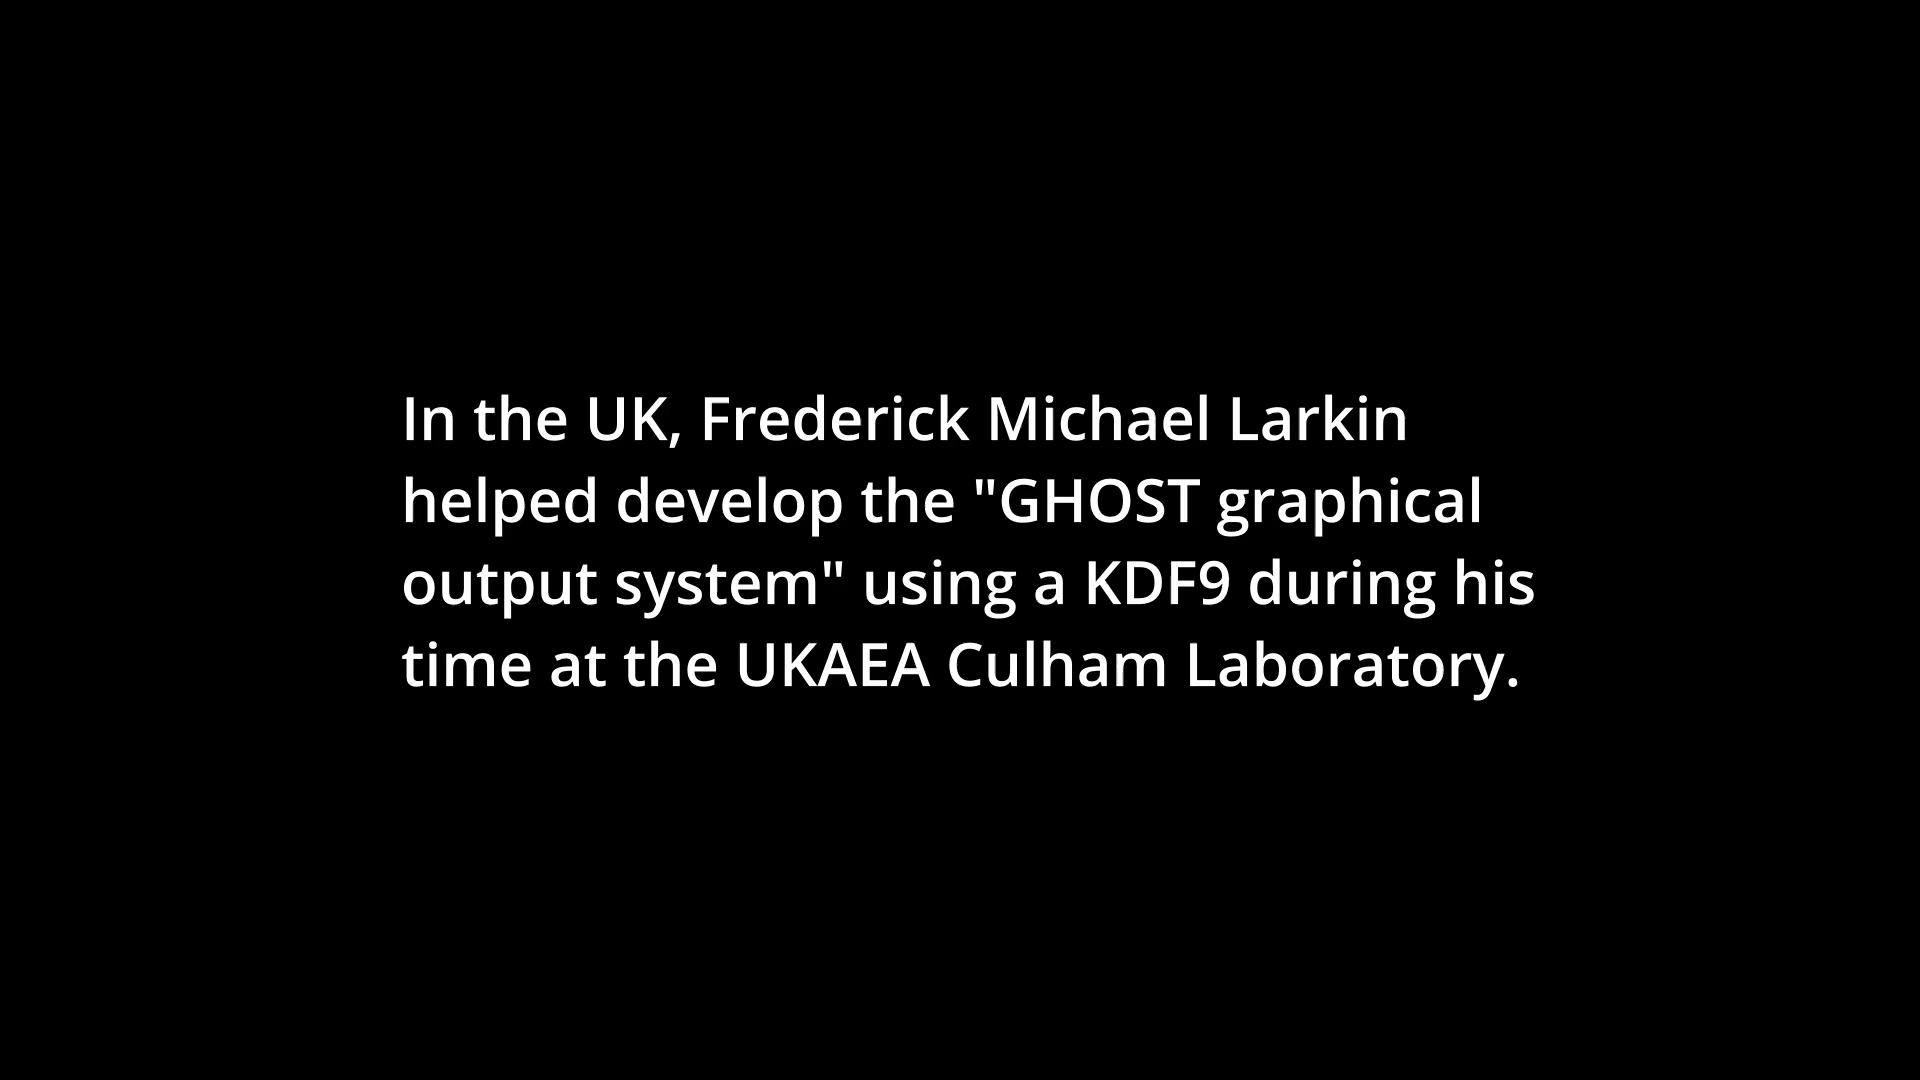 In the UK, Frederick Michael Larkin
helped develop the "GHOST graphical
output system" using a KDF9 during his
time at the UKAEA Culham Laboratory.